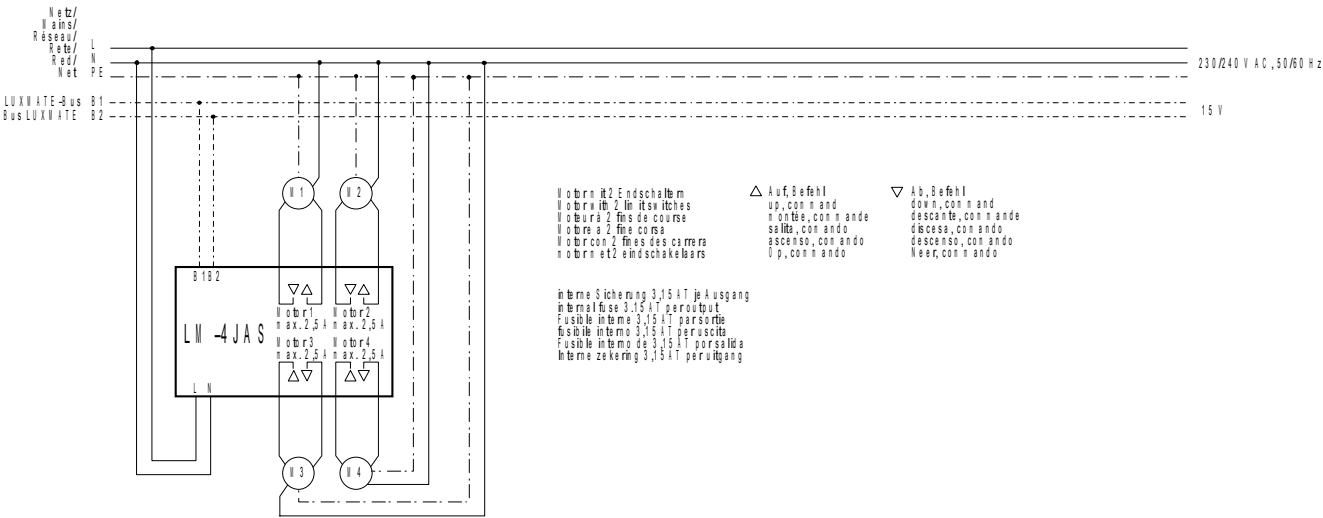 Netz/
Mains/
Réseau/
Rete/ L
Red/ N
Net PE
230/240 V AC, 50/60 Hz
LUXMATE-Bus B1
Bus LUXMATE B2
15 V
M1
M2
Motor mit 2 Endschaltern
Motor with 2 limit switches
Moteur à 2 fins de course
Motore a 2 fine corsa
Motor con 2 fines des carrera
motor met 2 eindschakelaars
△ Auf, Befehl
up, command
montée, commande
salita, comando
ascenso, comando
Op, commando
▽ Ab, Befehl
down, command
descante, commande
discesa, comando
descenso, comando
Neer, commando
B1 B2
LM-4JAS
Motor1
max. 2,5 A
Motor2
max. 2,5 A
Motor3
max. 2,5 A
Motor4
max. 2,5 A
L N
interne Sicherung 3,15 AT je Ausgang
internal fuse 3.15 AT per output
Fusible interne 3,15 AT par sortie
fusibile interno 3,15 AT per uscita
Fusible interno de 3,15 AT por salida
Interne zekering 3,15 AT per uitgang
M3
M4